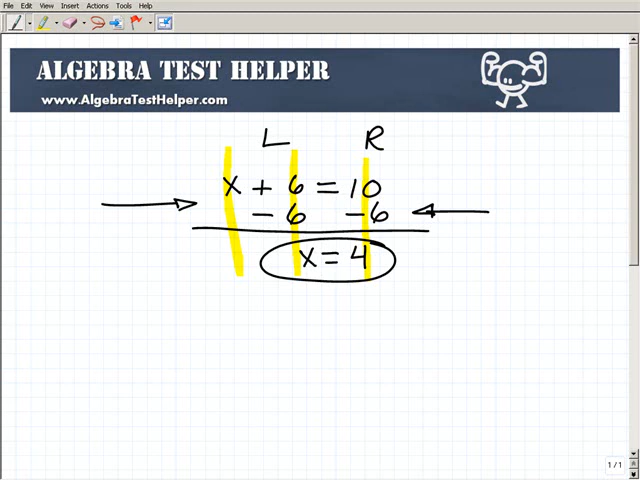 File Edit View Insert Actions Tools Help
ALGEBRA TEST HELPER
www.AlgebraTestHelper.com
L R
x + 6 = 10
- 6 - 6
x = 4
1 / 1